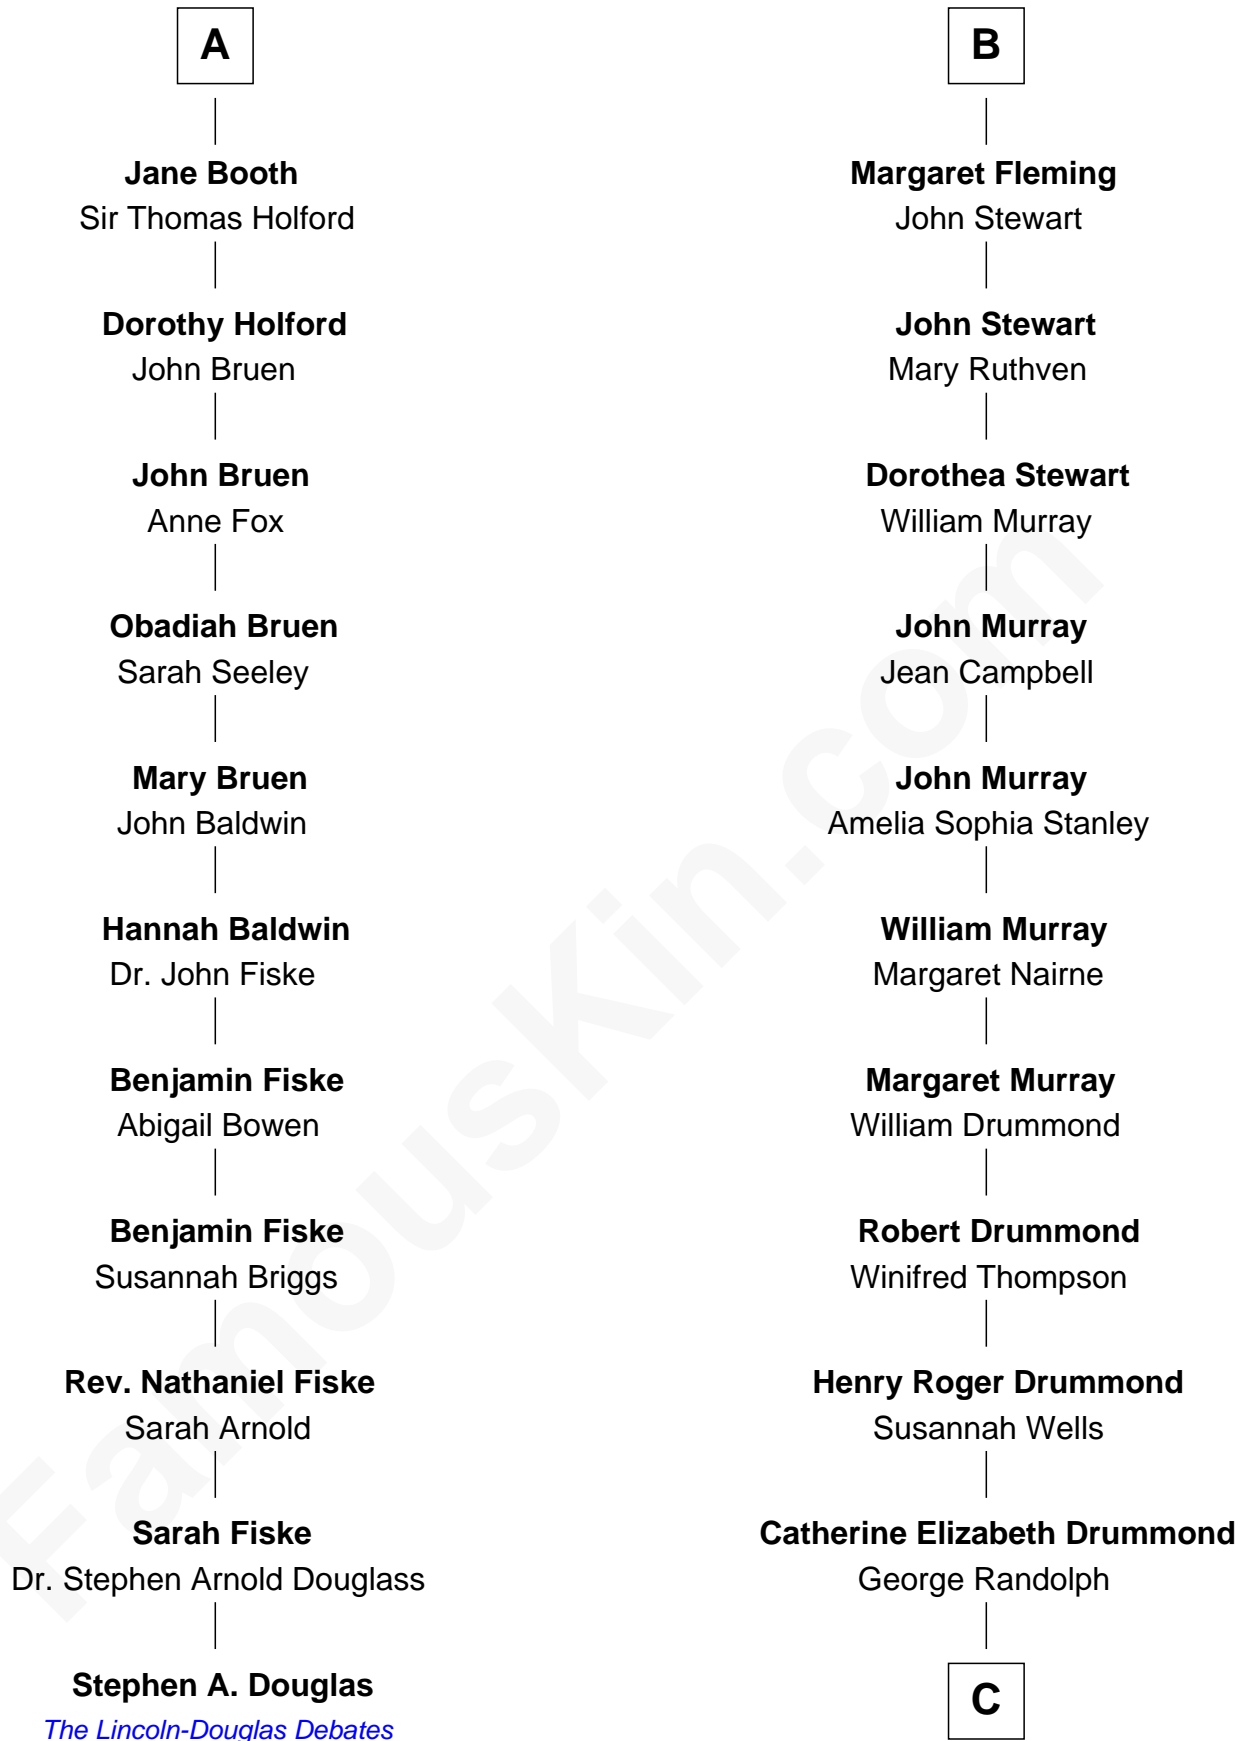 A
Jane Booth
Sir Thomas Holford
Dorothy Holford
John Bruen
John Bruen
Anne Fox
Obadiah Bruen
Sarah Seeley
Mary Bruen
John Baldwin
Hannah Baldwin
Dr. John Fiske
Benjamin Fiske
Abigail Bowen
Benjamin Fiske
Susannah Briggs
Rev. Nathaniel Fiske
Sarah Arnold
Sarah Fiske
Dr. Stephen Arnold Douglass
Stephen A. Douglas
The Lincoln-Douglas Debates
B
Margaret Fleming
John Stewart
John Stewart
Mary Ruthven
Dorothea Stewart
William Murray
John Murray
Jean Campbell
John Murray
Amelia Sophia Stanley
William Murray
Margaret Nairne
Margaret Murray
William Drummond
Robert Drummond
Winifred Thompson
Henry Roger Drummond
Susannah Wells
Catherine Elizabeth Drummond
George Randolph
C
FamousKin.com